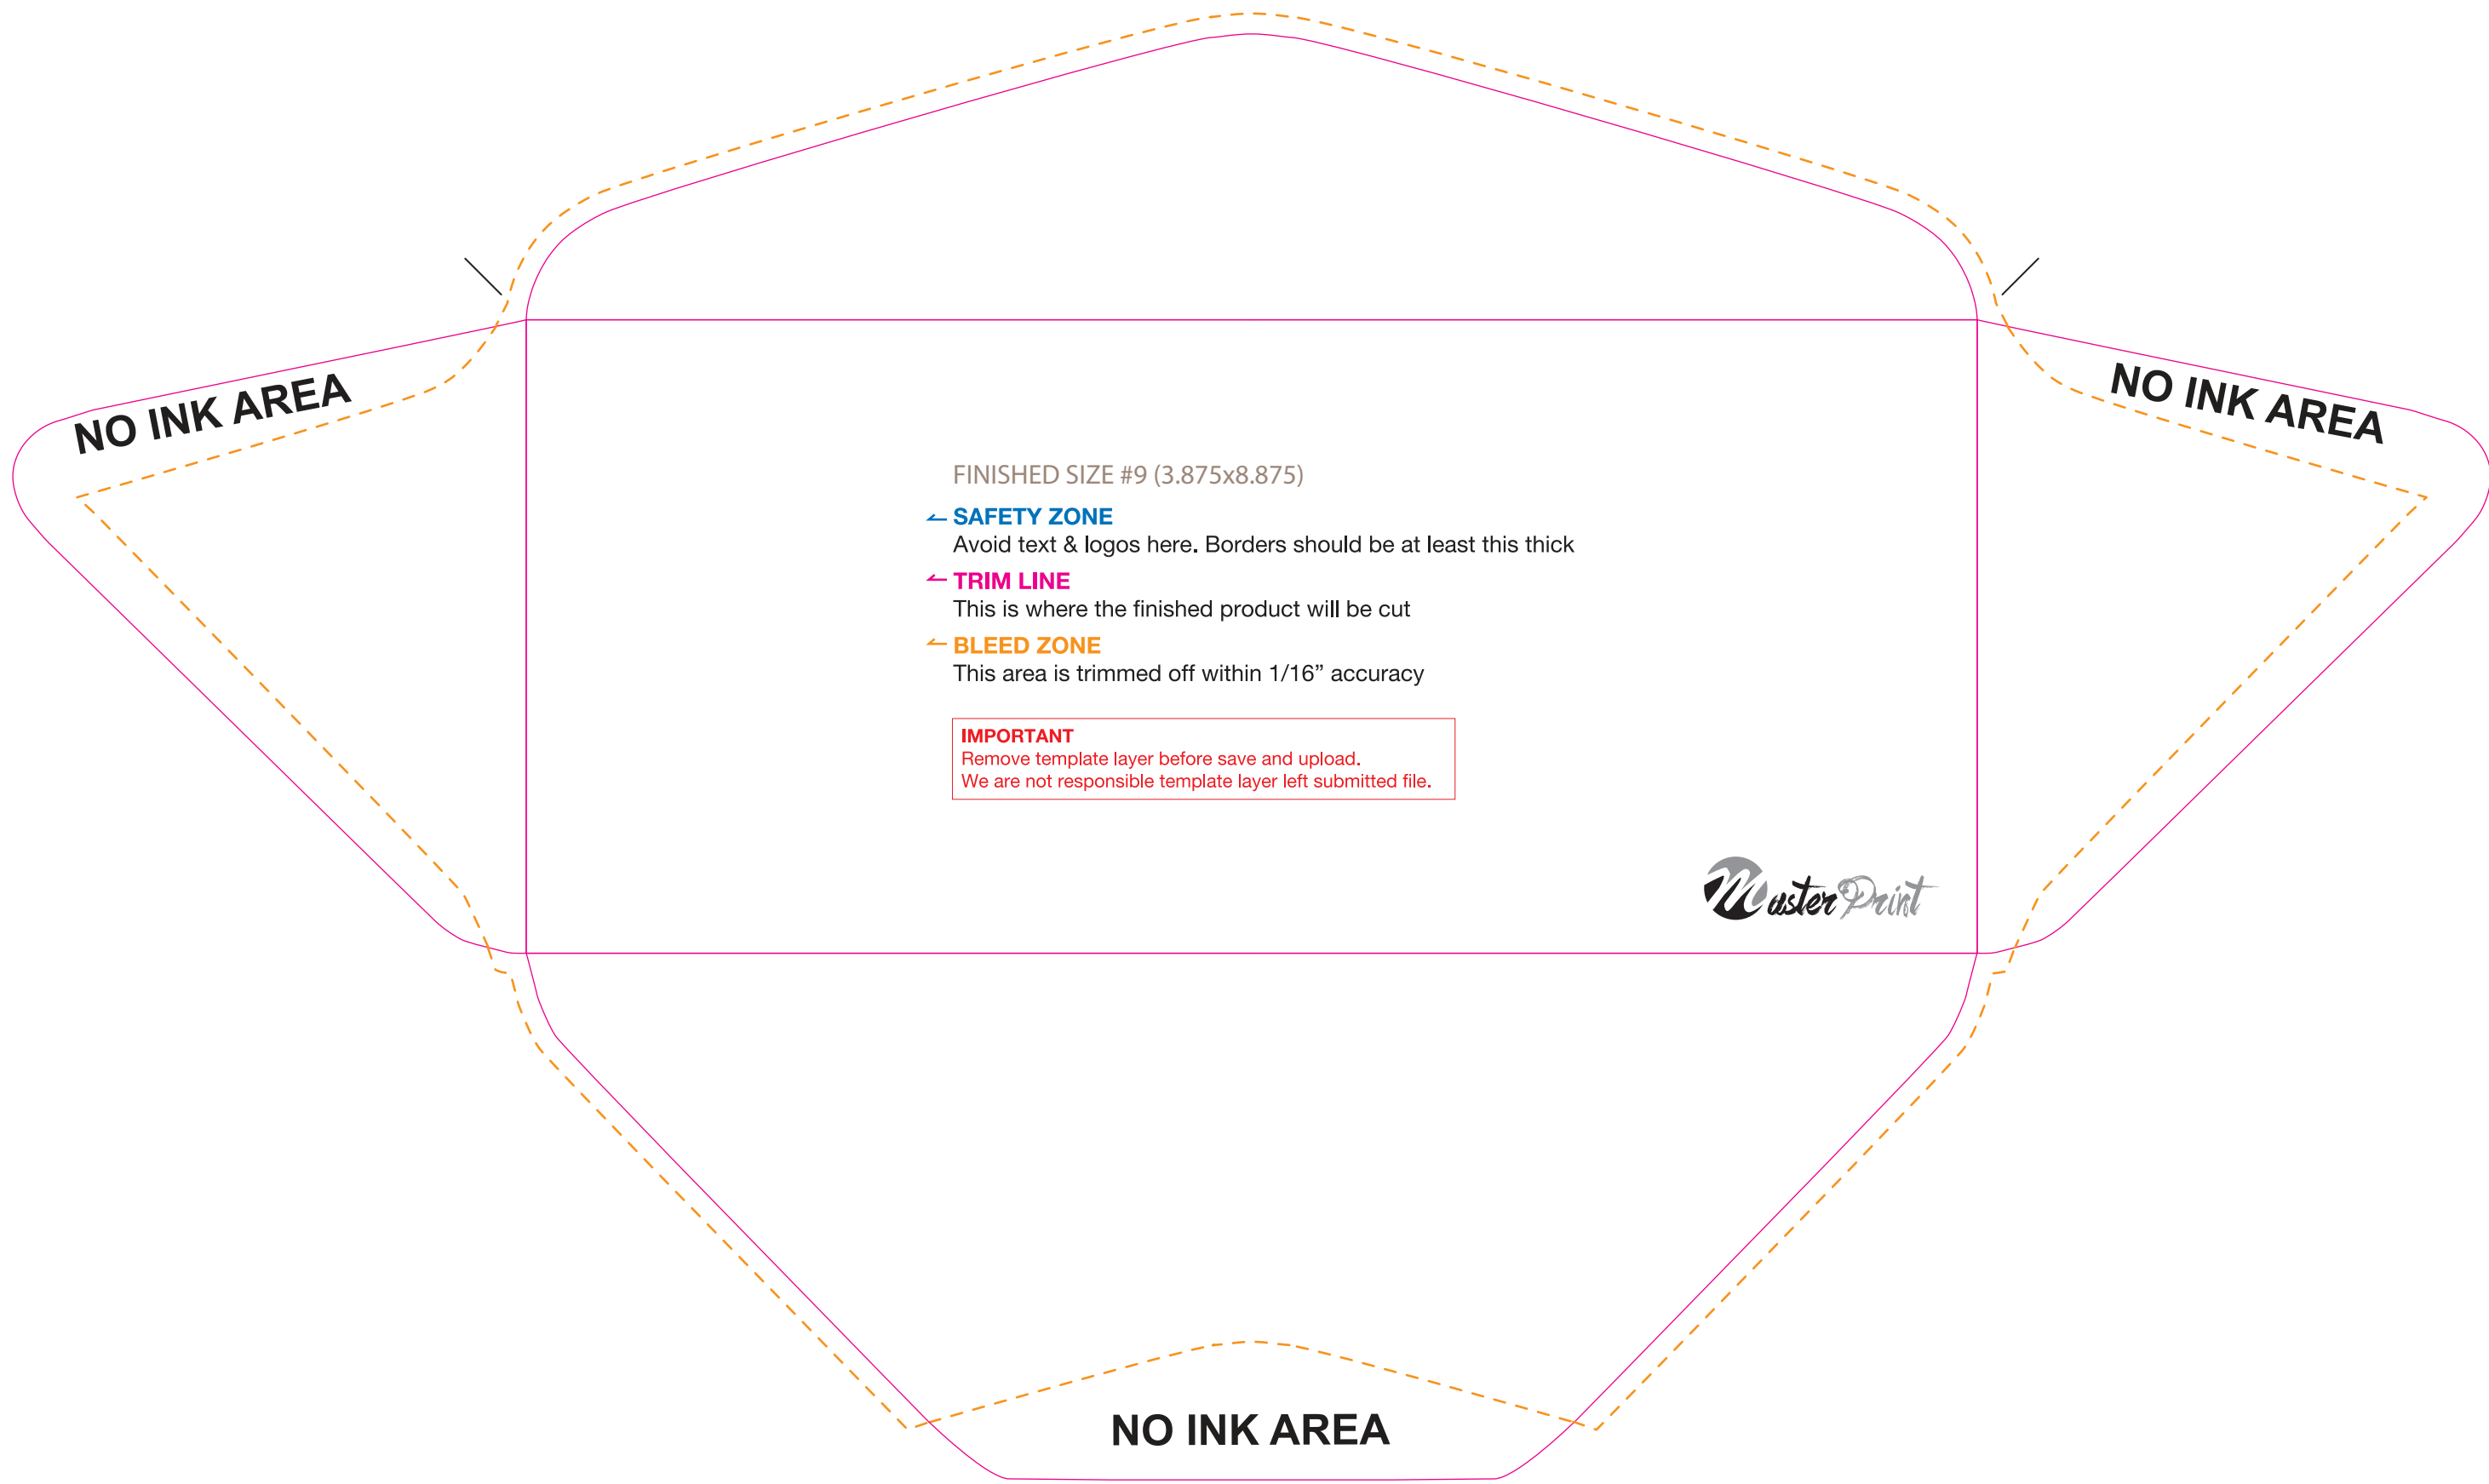 NO INK AREA
NO INK AREA
FINISHED SIZE #9 (3.875x8.875)
SAFETY ZONE
Avoid text & logos here. Borders should be at least this thick
TRIM LINE
This is where the finished product will be cut
BLEED ZONE
This area is trimmed off within 1/16” accuracy
IMPORTANT
Remove template layer before save and upload.
We are not responsible template layer left submitted file.
Master Print
NO INK AREA